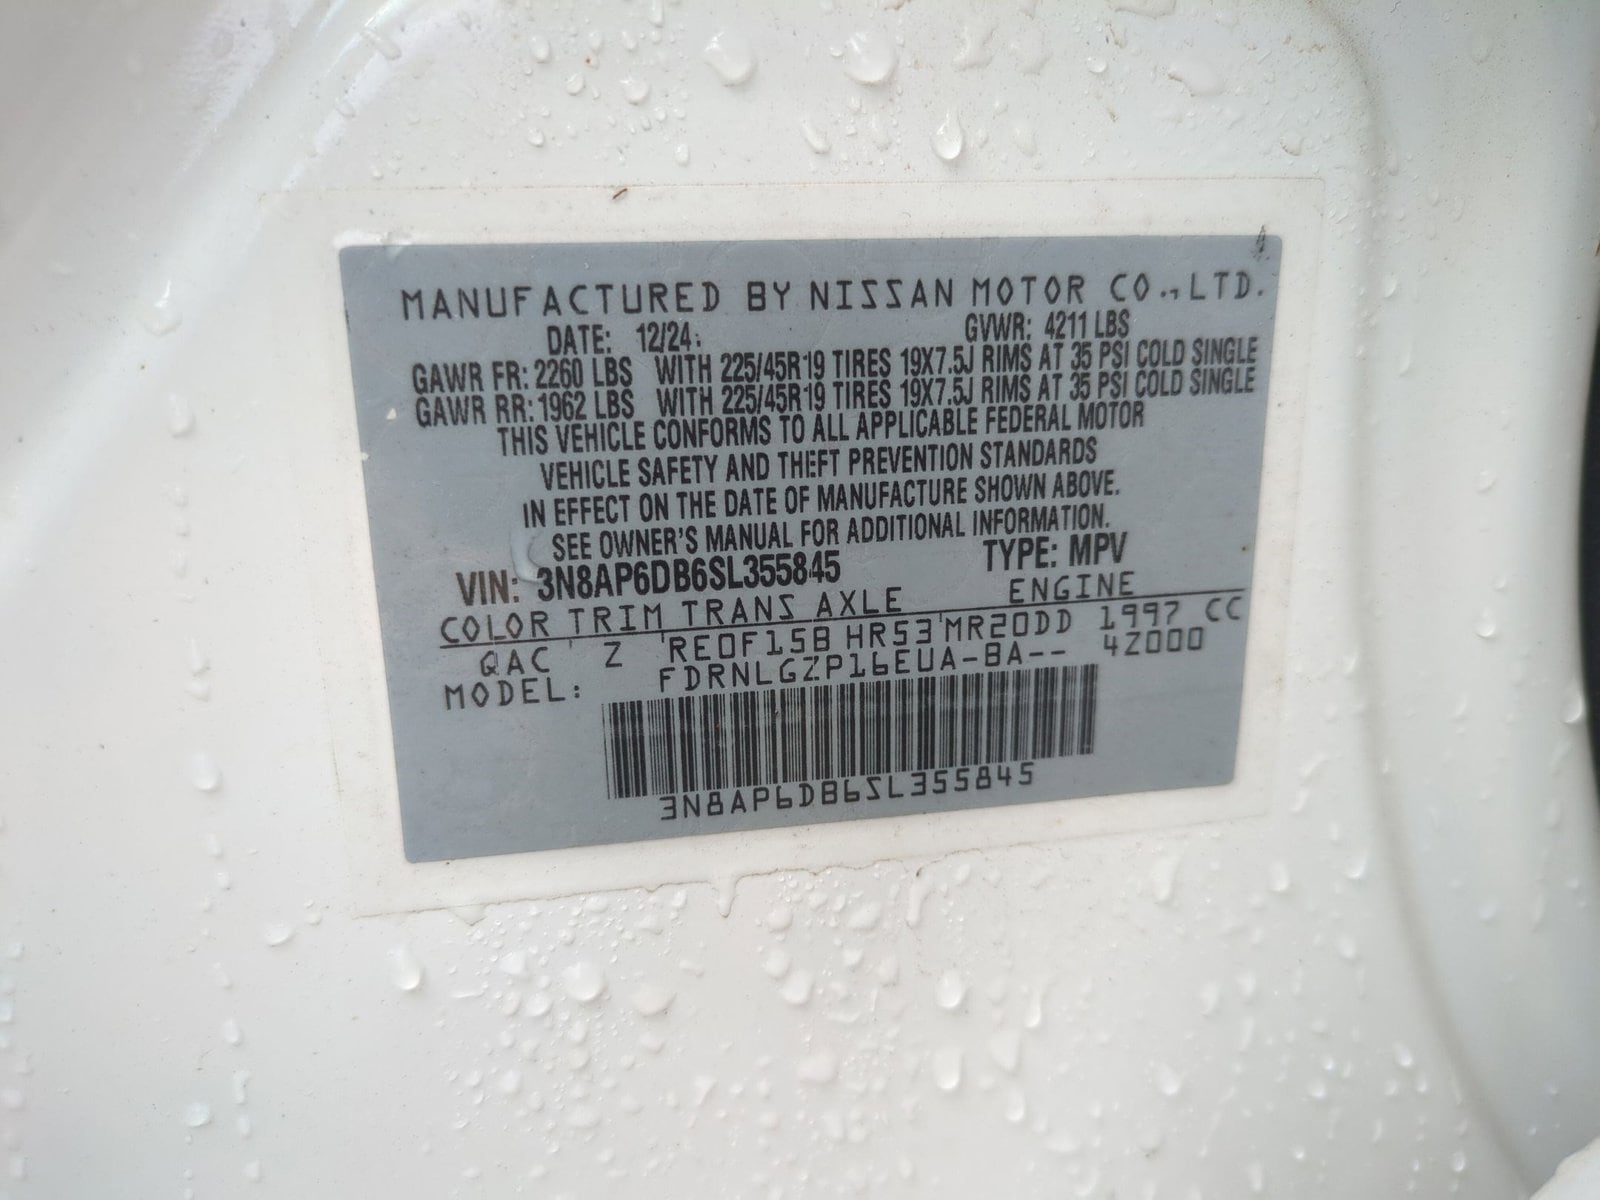 MANUFACTURED BY NISSAN MOTOR CO., LTD.
DATE: 12/24 GVWR: 4211 LBS
GAWR FR: 2260 LBS WITH 225/45R19 TIRES 19X7.5J RIMS AT 35 PSI COLD SINGLE
GAWR RR: 1962 LBS WITH 225/45R19 TIRES 19X7.5J RIMS AT 35 PSI COLD SINGLE
THIS VEHICLE CONFORMS TO ALL APPLICABLE FEDERAL MOTOR
VEHICLE SAFETY AND THEFT PREVENTION STANDARDS
IN EFFECT ON THE DATE OF MANUFACTURE SHOWN ABOVE.
SEE OWNER'S MANUAL FOR ADDITIONAL INFORMATION.
VIN: 3N8AP6DB6SL355845 TYPE: MPV
COLOR TRIM TRANS AXLE ENGINE
QAC Z RE0F15B HR53 MR20DD 1997 CC
MODEL: FDRNLGZP16EUA-BA-- 4Z000
3N8AP6DB6SL355845